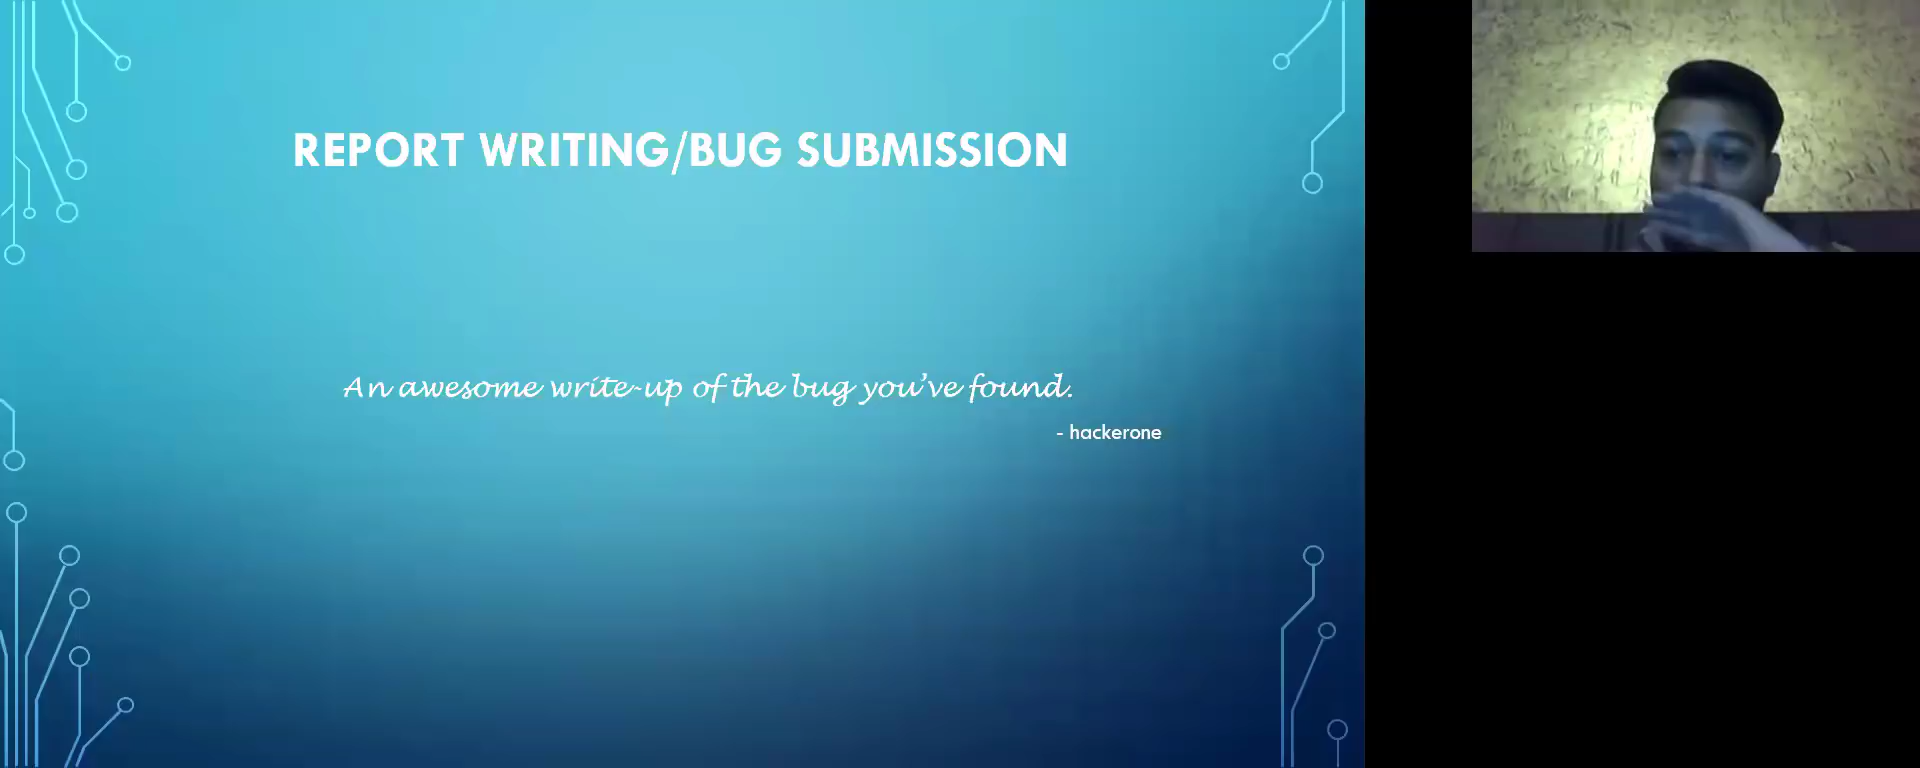 REPORT WRITING/BUG SUBMISSION
An awesome write-up of the bug you've found.
- hackerone